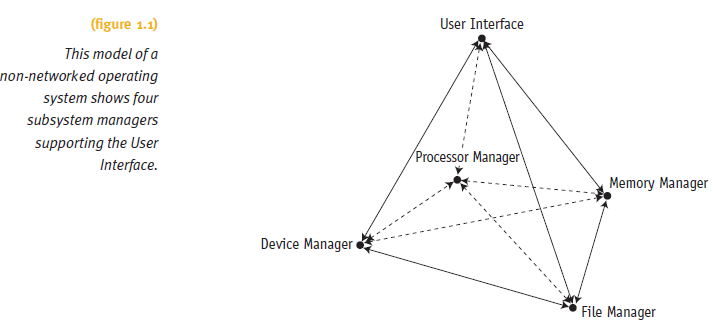 (figure 1.1)
This model of a
non-networked operating
system shows four
subsystem managers
supporting the User
Interface.
User Interface
Processor Manager
Memory Manager
Device Manager
File Manager